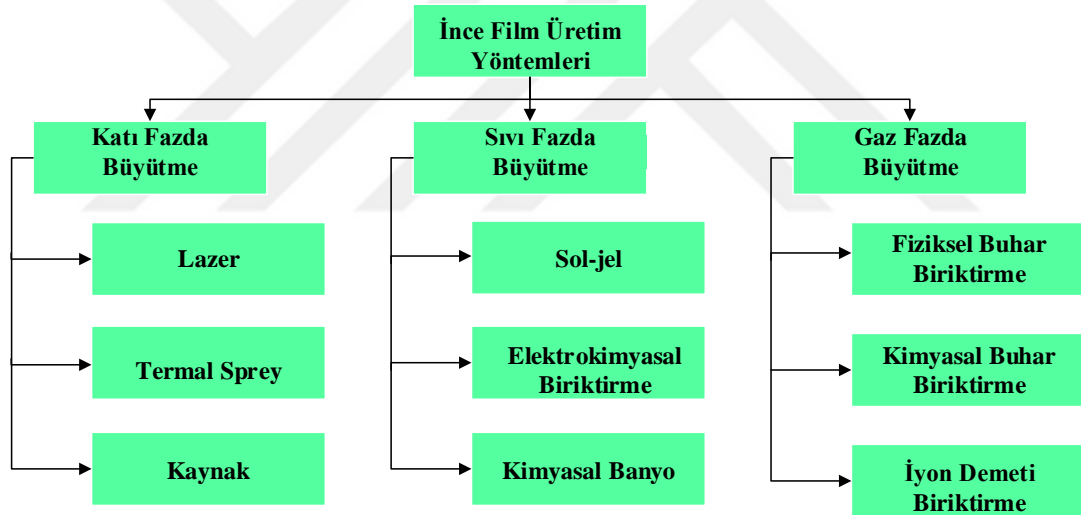 İnce Film Üretim
Yöntemleri
Katı Fazda
Büyütme
Sıvı Fazda
Büyütme
Gaz Fazda
Büyütme
Lazer
Termal Sprey
Kaynak
Sol-jel
Elektrokimyasal
Biriktirme
Kimyasal Banyo
Fiziksel Buhar
Biriktirme
Kimyasal Buhar
Biriktirme
İyon Demeti
Biriktirme